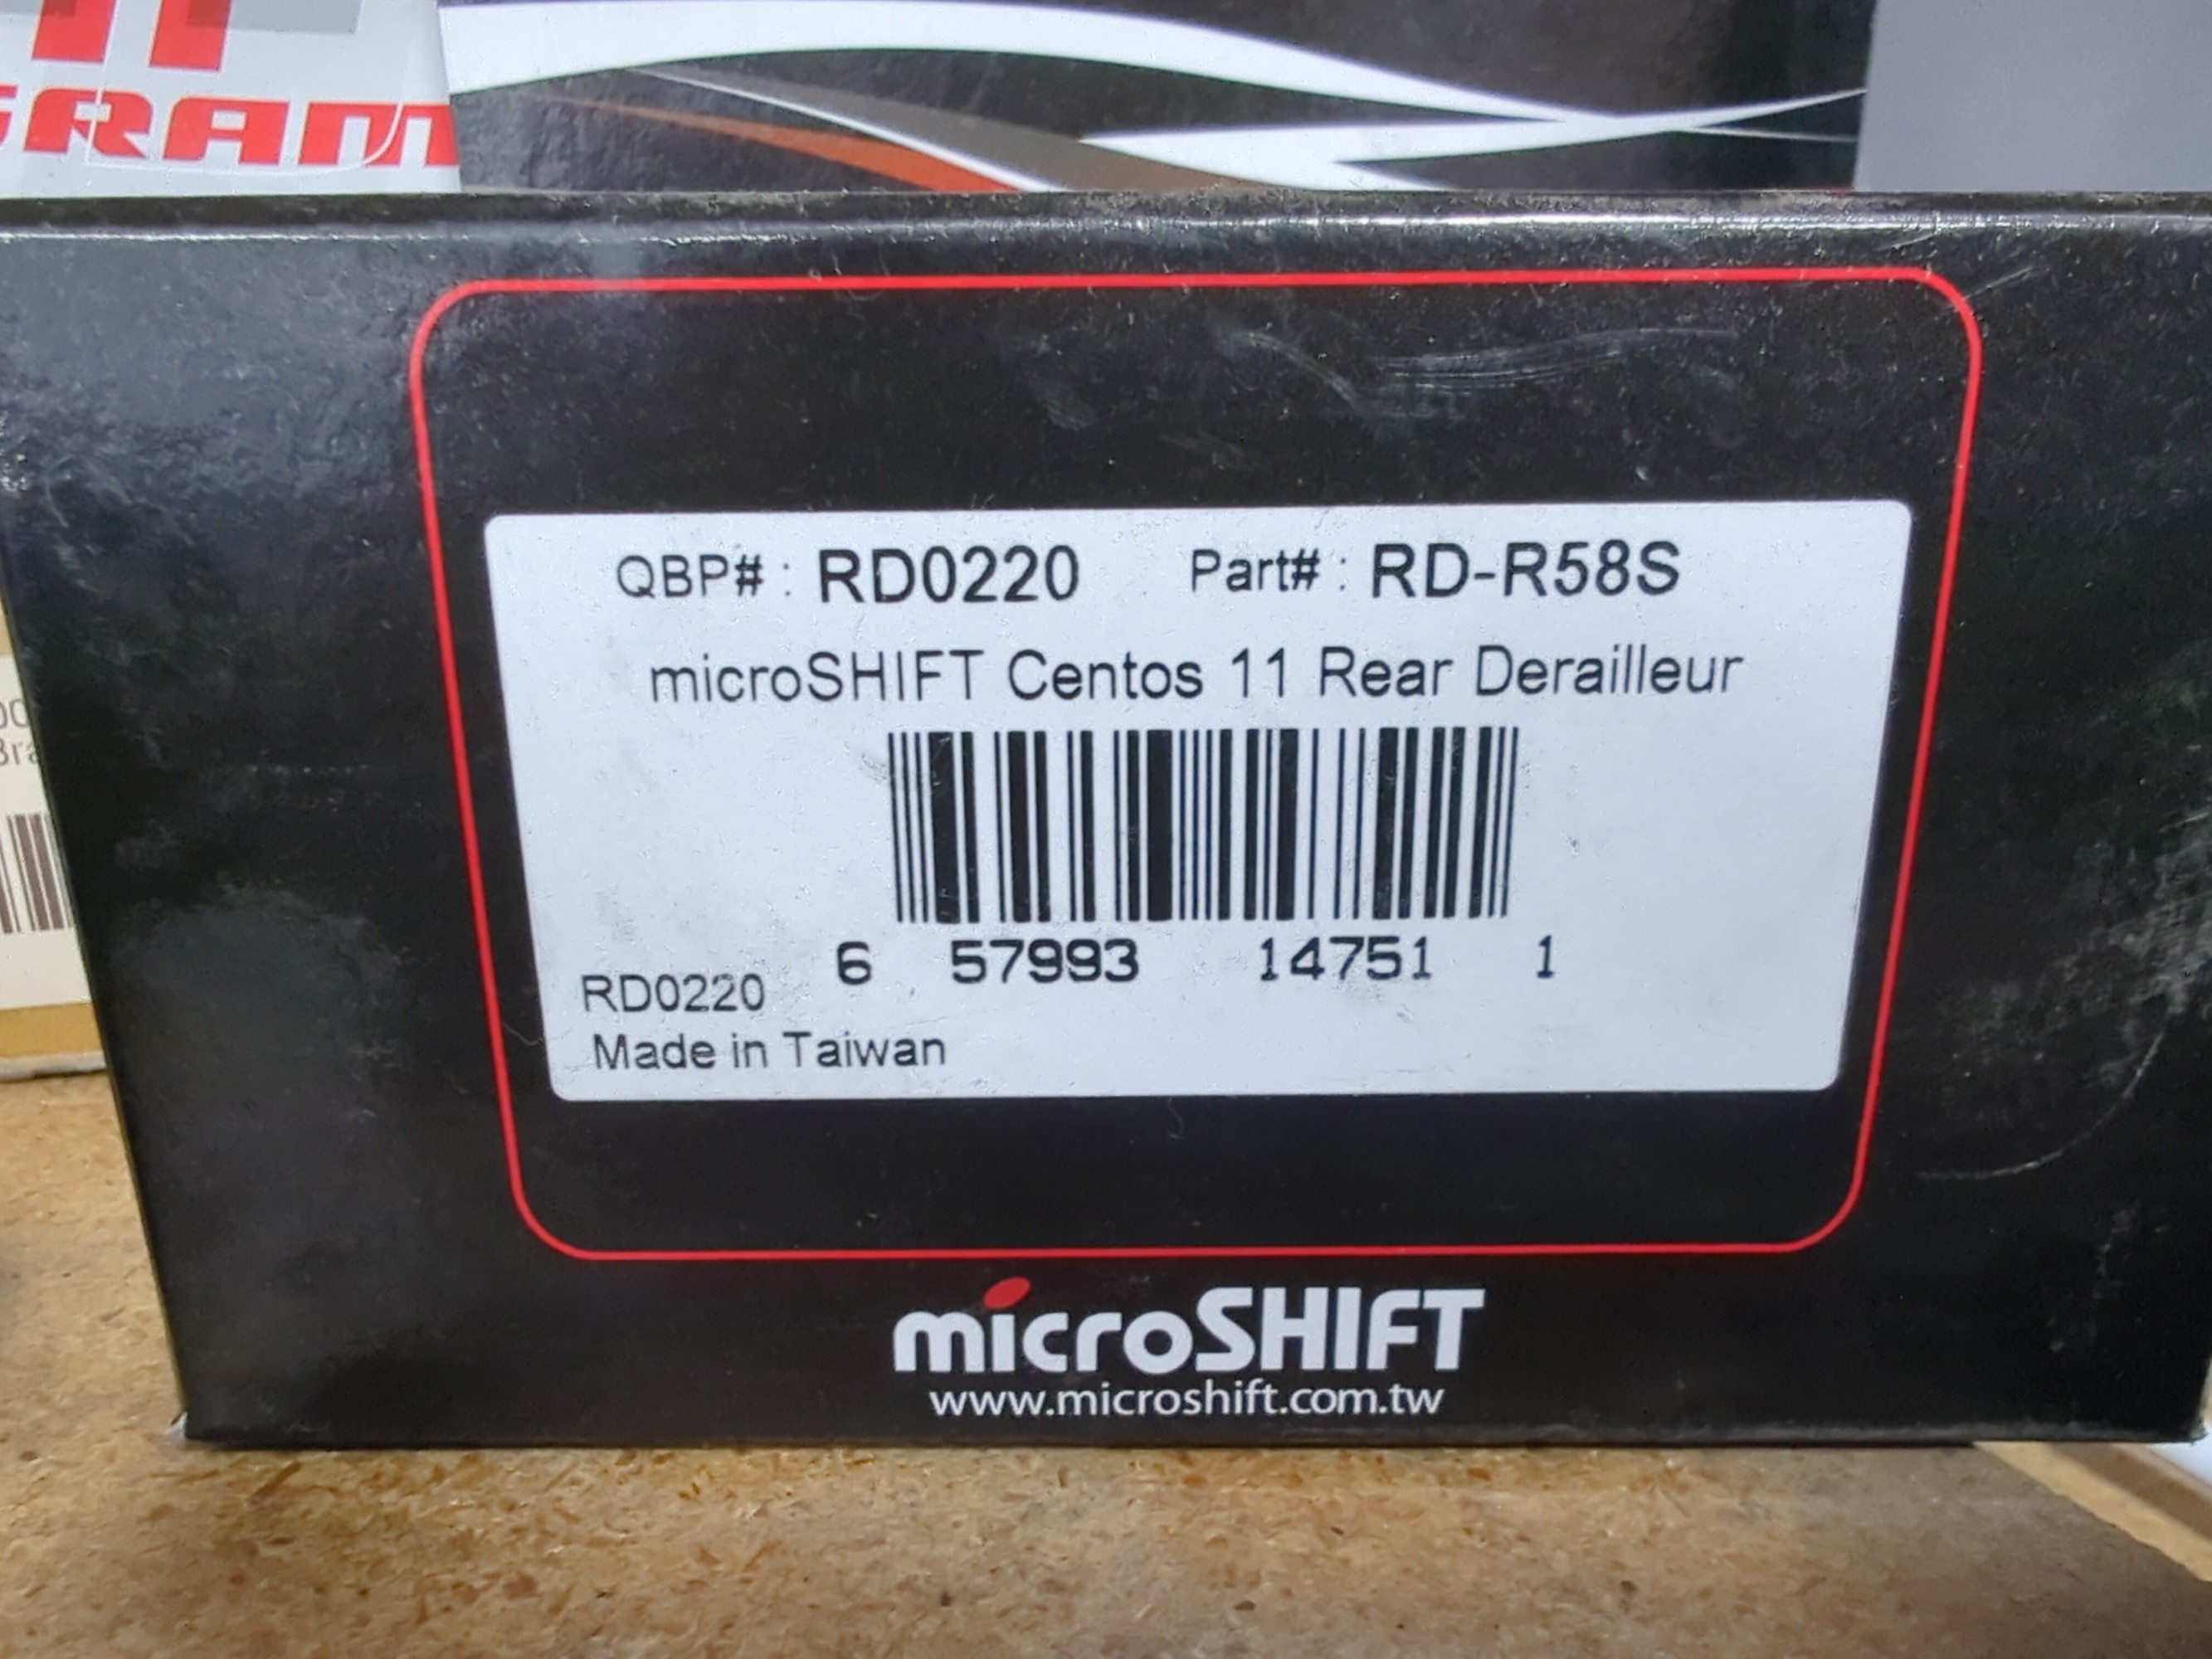 SRAM
QBP# : RD0220 Part# : RD-R58S
microSHIFT Centos 11 Rear Derailleur
6 57993 14751 1
RD0220
Made in Taiwan
microSHIFT
www.microshift.com.tw